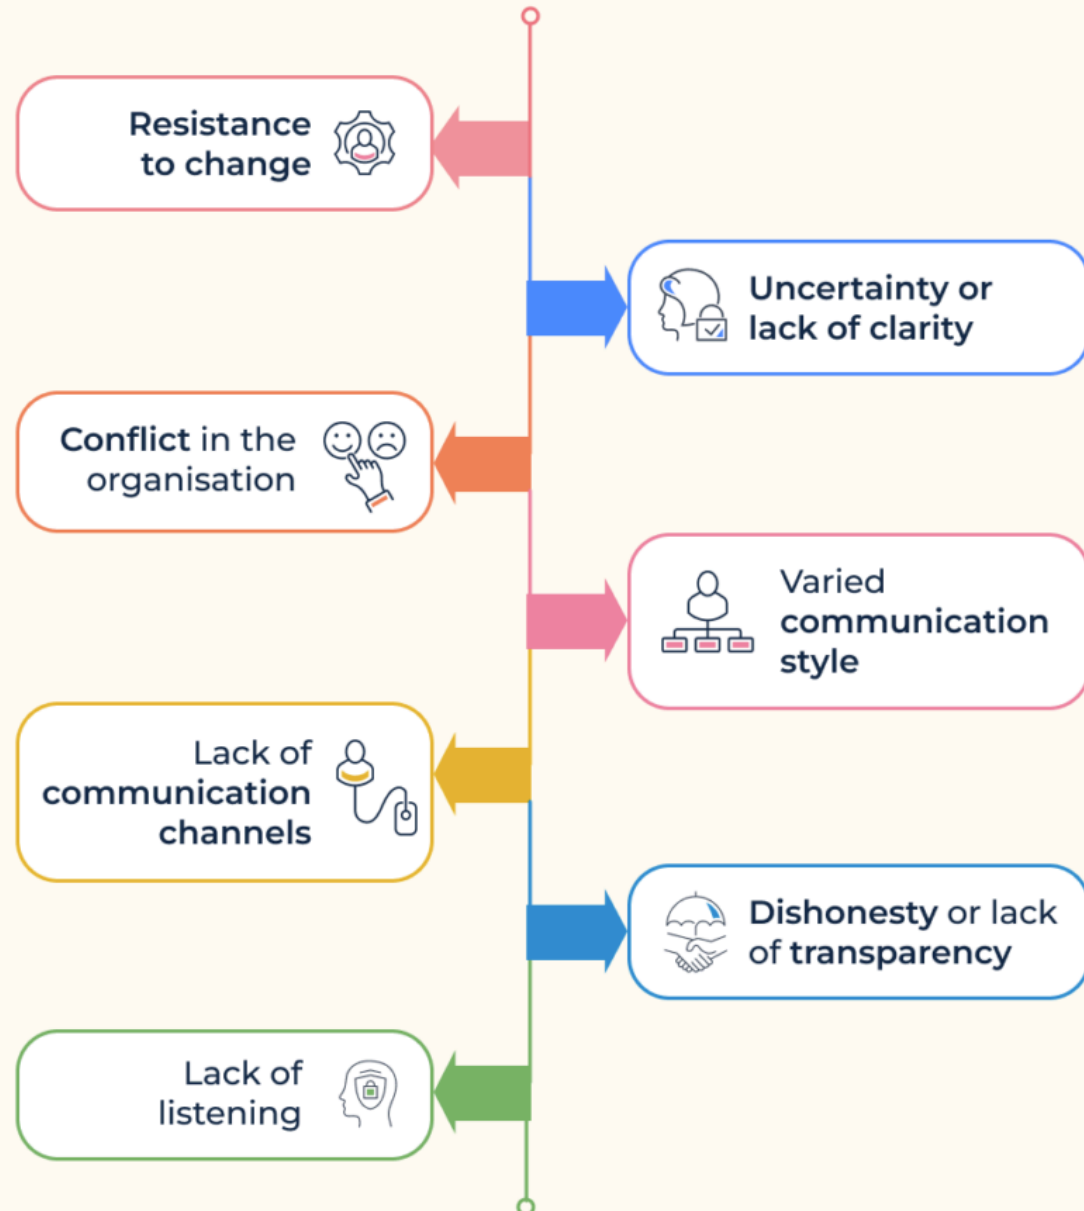 Resistance
to change
Uncertainty or
lack of clarity
Conflict in the
organisation
Varied
communication
style
Lack of
communication
channels
Dishonesty or lack
of transparency
Lack of
listening